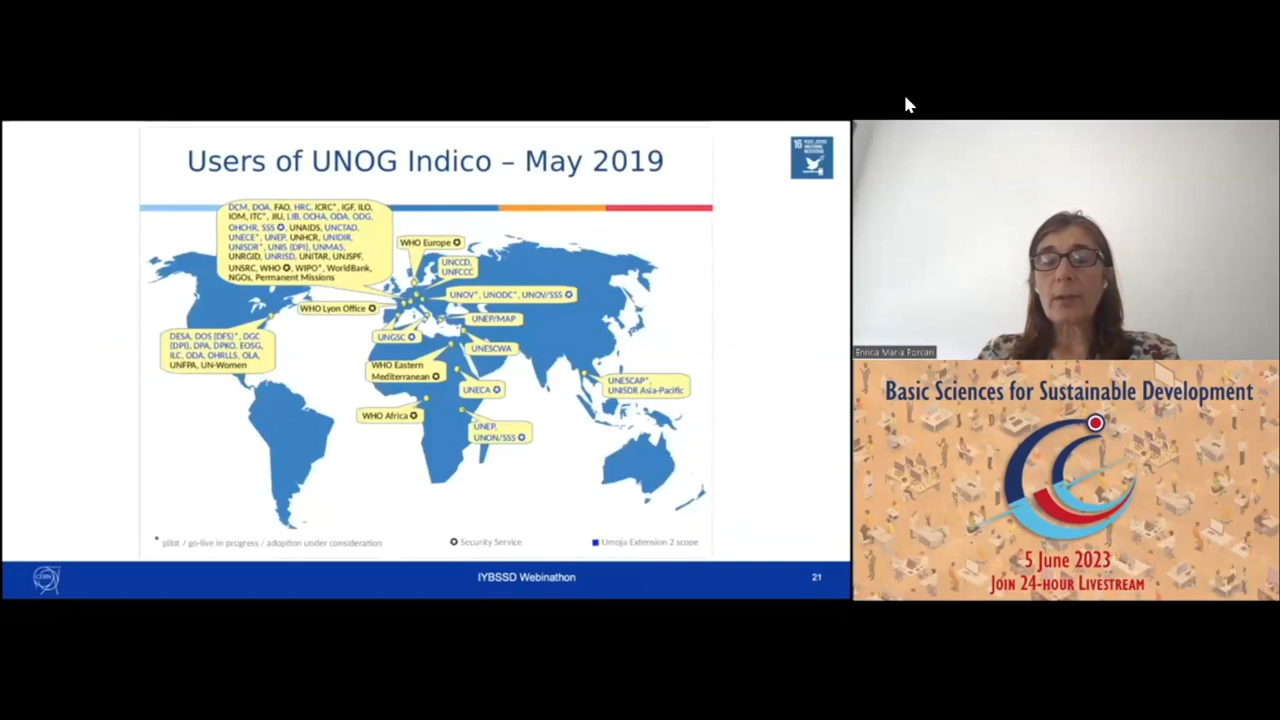 Users of UNOG Indico – May 2019
16 PEACE, JUSTICE
DCM, DOA, FAO, HRC, ICRC*, IGF, ILO,
IOM, ITC*, JIU, LIB, OCHA, ODA, ODG,
OHCHR, SSS ✪, UNAIDS, UNCTAD,
UNECE*, UNEP, UNHCR, UNIDIR,
UNISDR*, UNIS (DPI), UNMAS,
UNRGID, UNRISD, UNITAR, UNJSPF,
UNSRC, WHO ✪, WIPO*, WorldBank,
NGOs, Permanent Missions
WHO Europe ✪
UNCCD,
UNFCCC
UNOV*, UNODC*, UNOV/SSS ✪
WHO Lyon Office ✪
UNEP/MAP
UNGSC ✪
UNESCWA
DESA, DOS (DFS)*, DGC
(DPI), DPA, DPKO, EOSG,
ILC, ODA, OHRLLS, OLA,
UNFPA, UN-Women
WHO Eastern
Mediterranean ✪
UNECA ✪
UNESCAP*,
UNISDR Asia-Pacific
WHO Africa ✪
UNEP,
UNON/SSS ✪
* pilot / go-live in progress / adoption under consideration
✪ Security Service
Umoja Extension 2 scope
CERN
IYBSSD Webinathon
21
Enrica Maria Porcari
Basic Sciences for Sustainable Development
5 June 2023
Join 24-hour Livestream